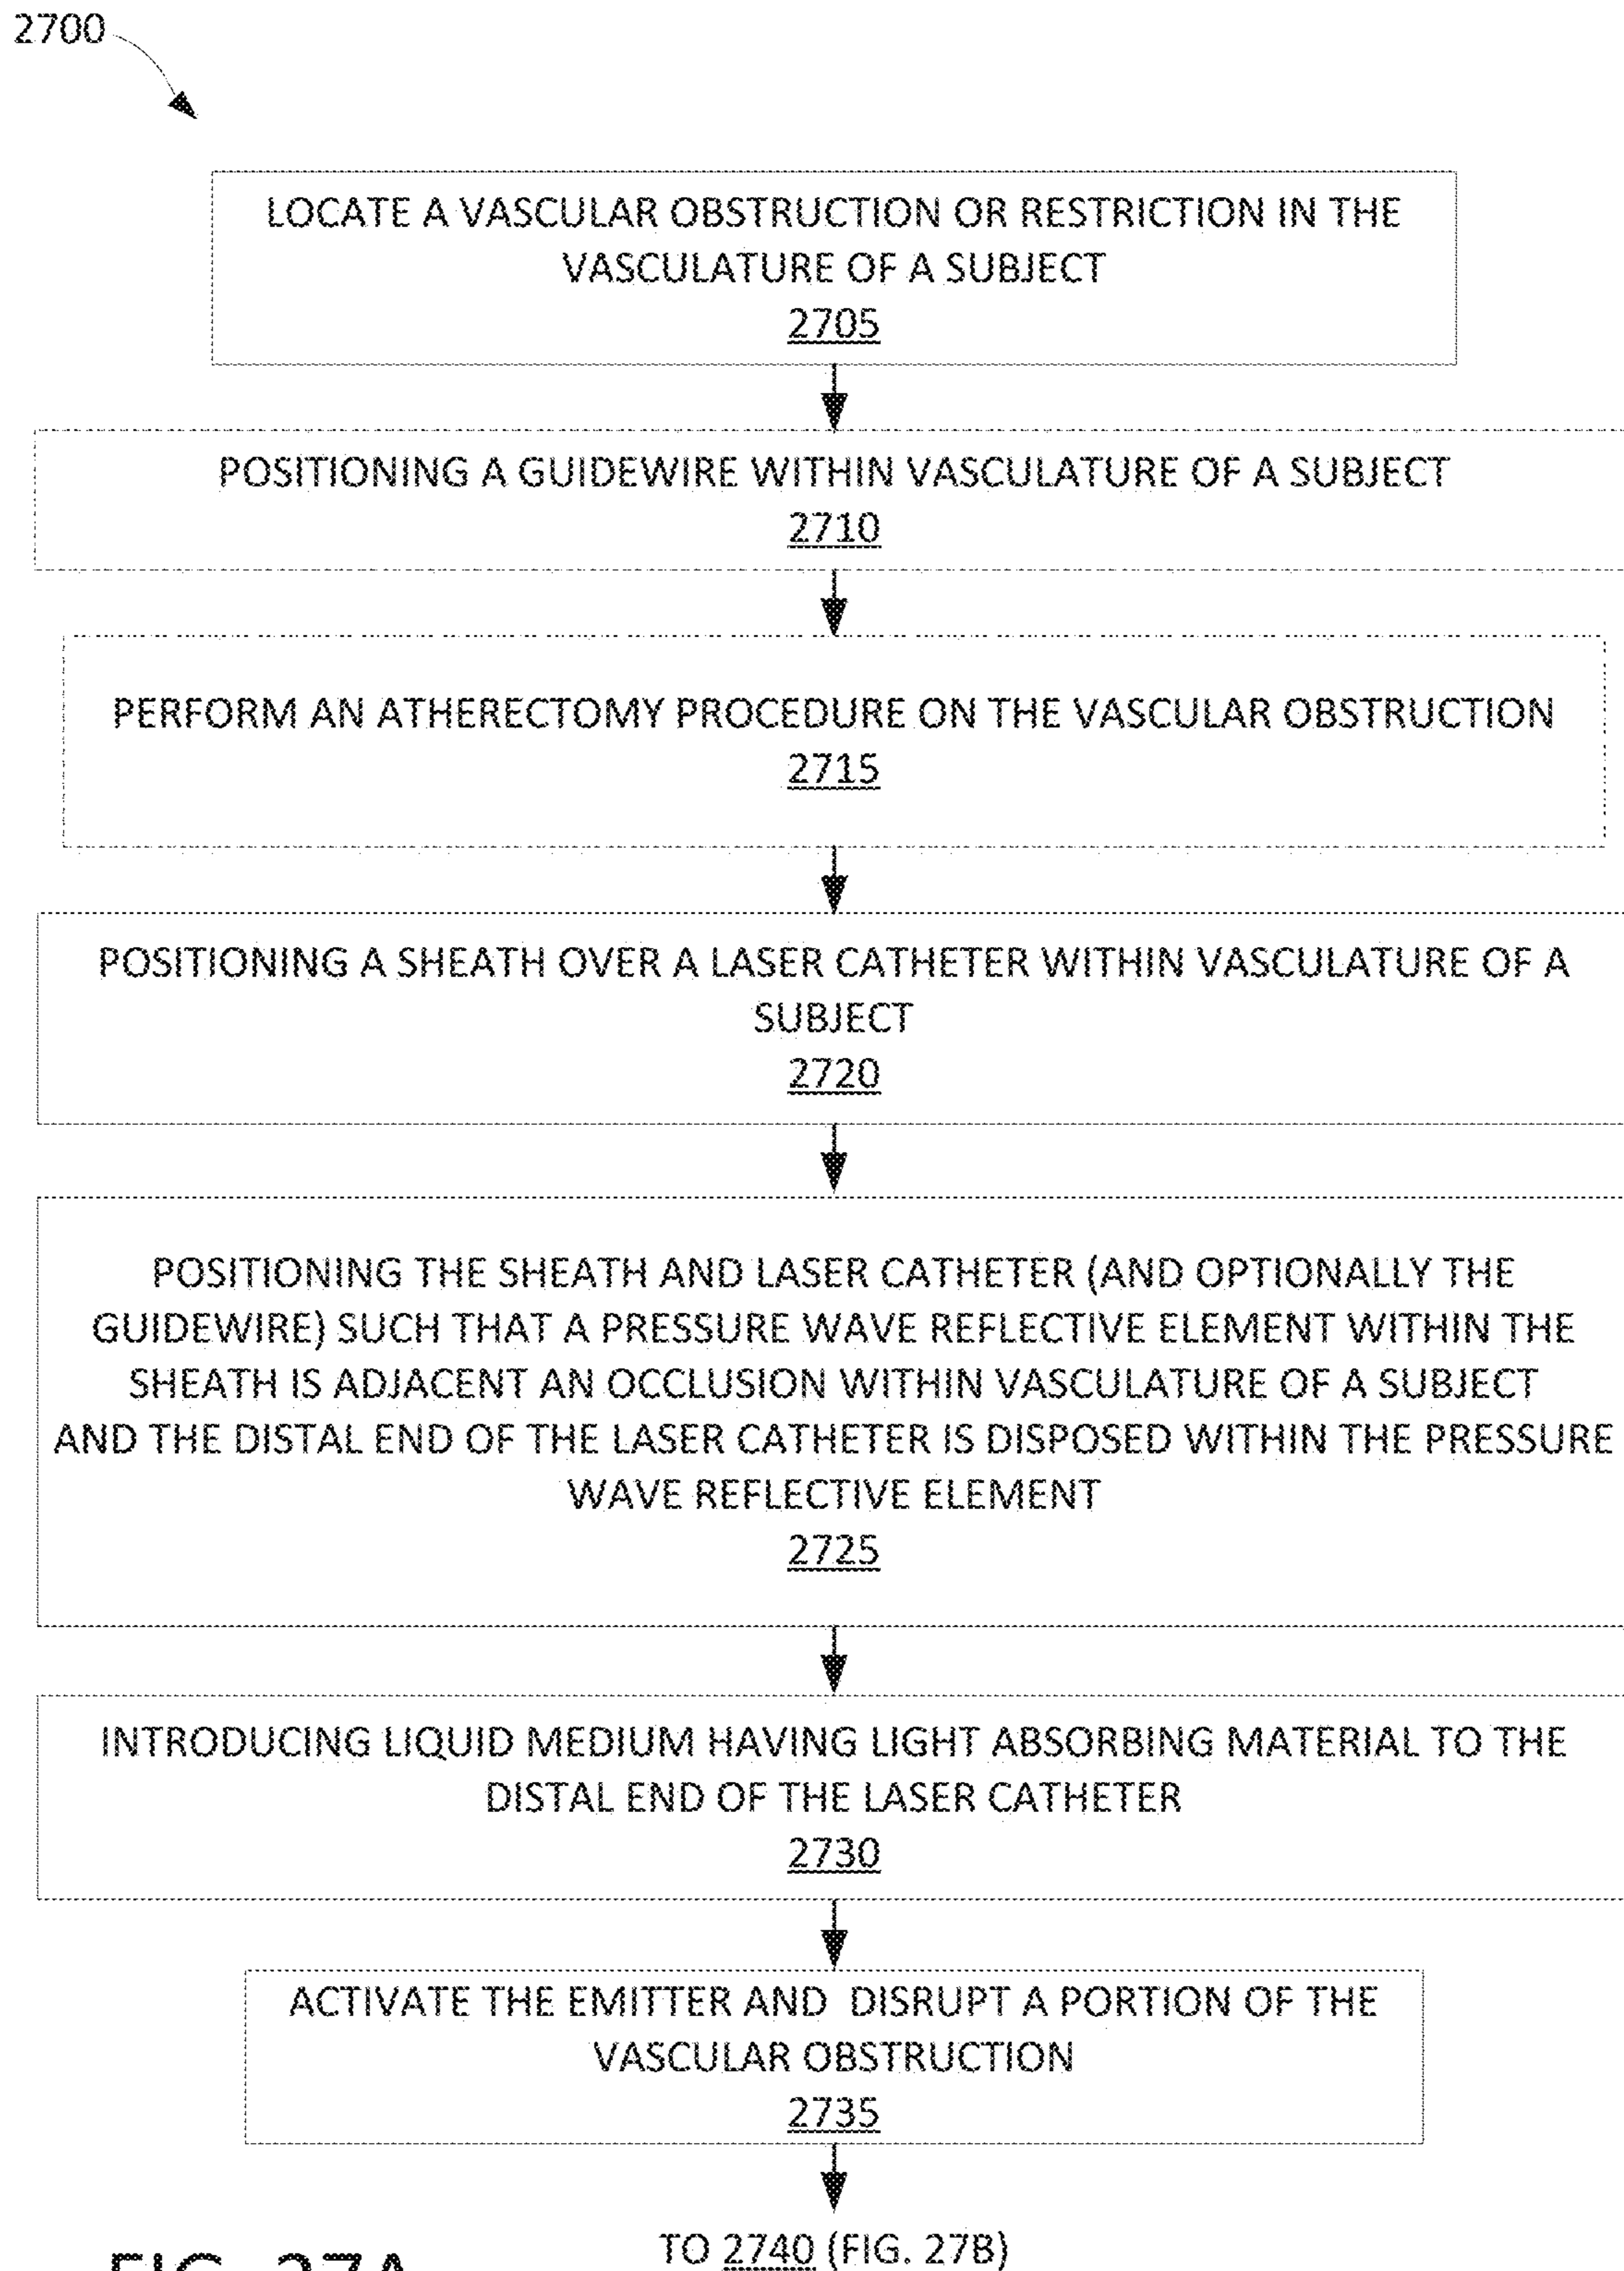 2700
LOCATE A VASCULAR OBSTRUCTION OR RESTRICTION IN THE
VASCULATURE OF A SUBJECT
2705
POSITIONING A GUIDEWIRE WITHIN VASCULATURE OF A SUBJECT
2710
PERFORM AN ATHERECTOMY PROCEDURE ON THE VASCULAR OBSTRUCTION
2715
POSITIONING A SHEATH OVER A LASER CATHETER WITHIN VASCULATURE OF A
SUBJECT
2720
POSITIONING THE SHEATH AND LASER CATHETER (AND OPTIONALLY THE
GUIDEWIRE) SUCH THAT A PRESSURE WAVE REFLECTIVE ELEMENT WITHIN THE
SHEATH IS ADJACENT AN OCCLUSION WITHIN VASCULATURE OF A SUBJECT
AND THE DISTAL END OF THE LASER CATHETER IS DISPOSED WITHIN THE PRESSURE
WAVE REFLECTIVE ELEMENT
2725
INTRODUCING LIQUID MEDIUM HAVING LIGHT ABSORBING MATERIAL TO THE
DISTAL END OF THE LASER CATHETER
2730
ACTIVATE THE EMITTER AND DISRUPT A PORTION OF THE
VASCULAR OBSTRUCTION
2735
TO 2740 (FIG. 27B)
FIG. 27A